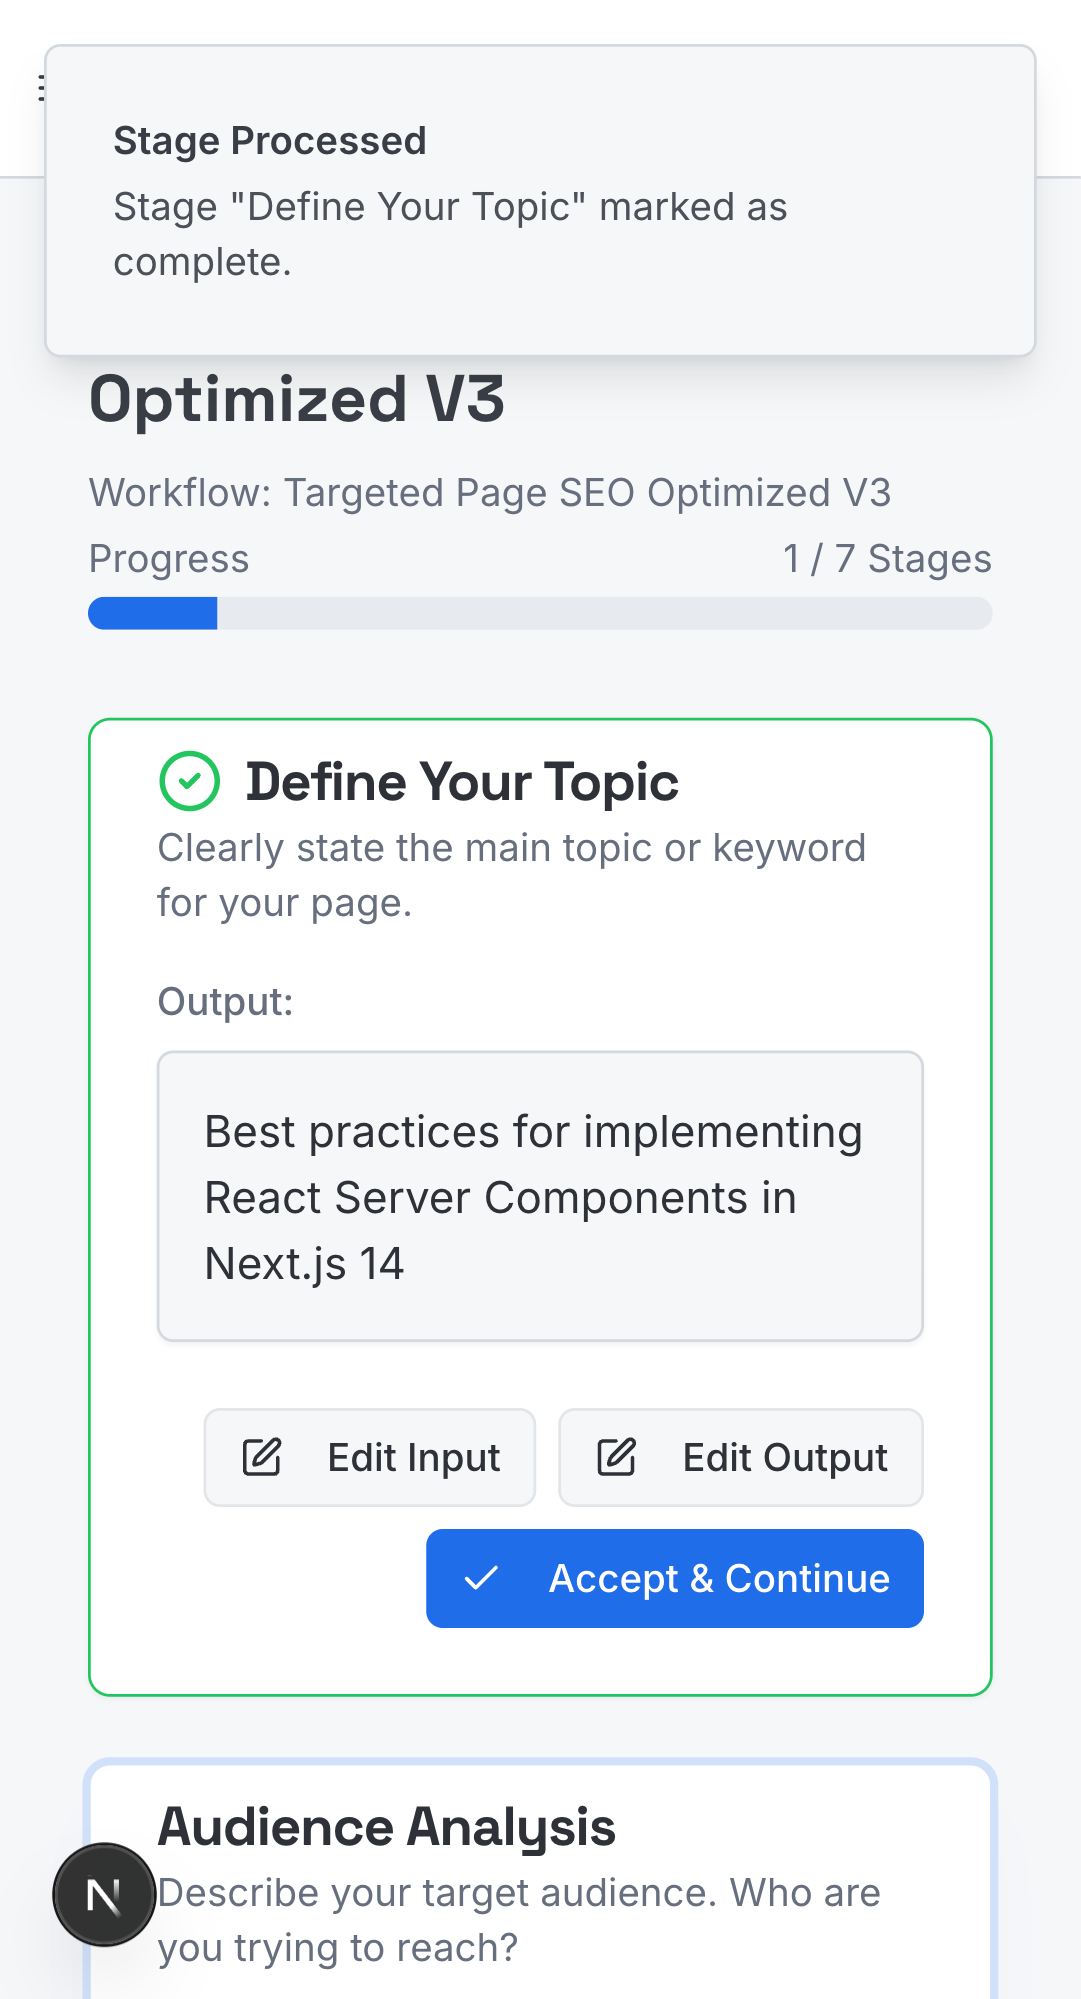 Stage Processed
Stage "Define Your Topic" marked as
complete.
Optimized V3
Workflow: Targeted Page SEO Optimized V3
Progress
1 / 7 Stages
Define Your Topic
Clearly state the main topic or keyword
for your page.
Output:
Best practices for implementing
React Server Components in
Next.js 14
Edit Input
Edit Output
Accept & Continue
Audience Analysis
N
Describe your target audience. Who are
you trying to reach?